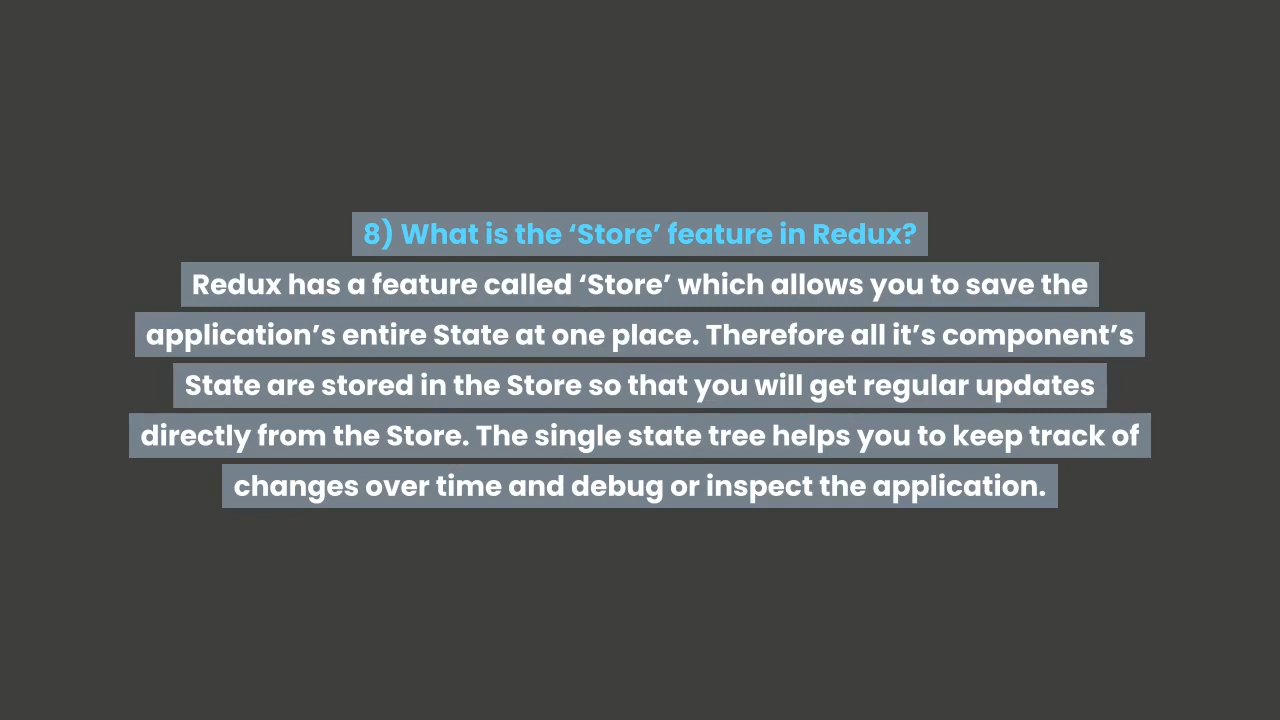 8) What is the ‘Store’ feature in Redux?
Redux has a feature called ‘Store’ which allows you to save the
application’s entire State at one place. Therefore all it’s component’s
State are stored in the Store so that you will get regular updates
directly from the Store. The single state tree helps you to keep track of
changes over time and debug or inspect the application.